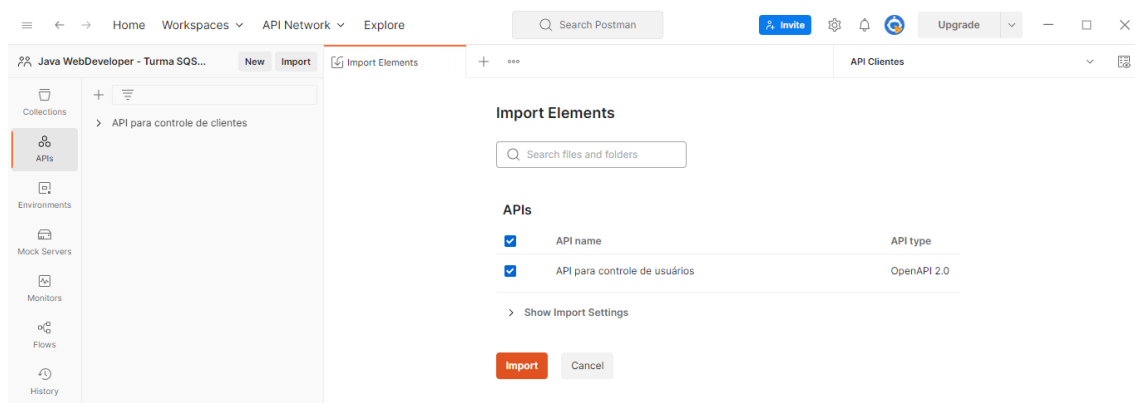 Home Workspaces API Network Explore Search Postman Invite Upgrade
Java WebDeveloper - Turma SQS... New Import Import Elements API Clientes
Collections
API para controle de clientes
APIs
Environments
Mock Servers
Monitors
Flows
History
Import Elements
Search files and folders
APIs
API name API type
API para controle de usuários OpenAPI 2.0
Show Import Settings
Import Cancel